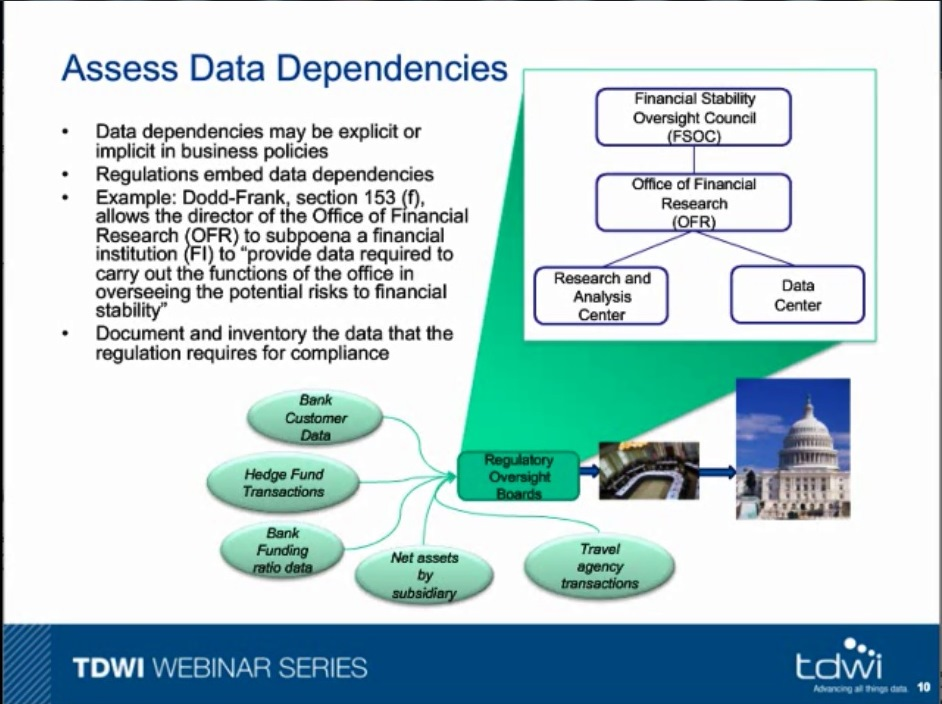 Assess Data Dependencies
• Data dependencies may be explicit or
implicit in business policies
• Regulations embed data dependencies
• Example: Dodd-Frank, section 153 (f),
allows the director of the Office of Financial
Research (OFR) to subpoena a financial
institution (FI) to “provide data required to
carry out the functions of the office in
overseeing the potential risks to financial
stability”
• Document and inventory the data that the
regulation requires for compliance
Financial Stability
Oversight Council
(FSOC)
Office of Financial
Research
(OFR)
Research and
Analysis
Center
Data
Center
Bank
Customer
Data
Hedge Fund
Transactions
Bank
Funding
ratio data
Net assets
by
subsidiary
Travel
agency
transactions
Regulatory
Oversight
Boards
TDWI WEBINAR SERIES
tdwi
Advancing all things data.
10